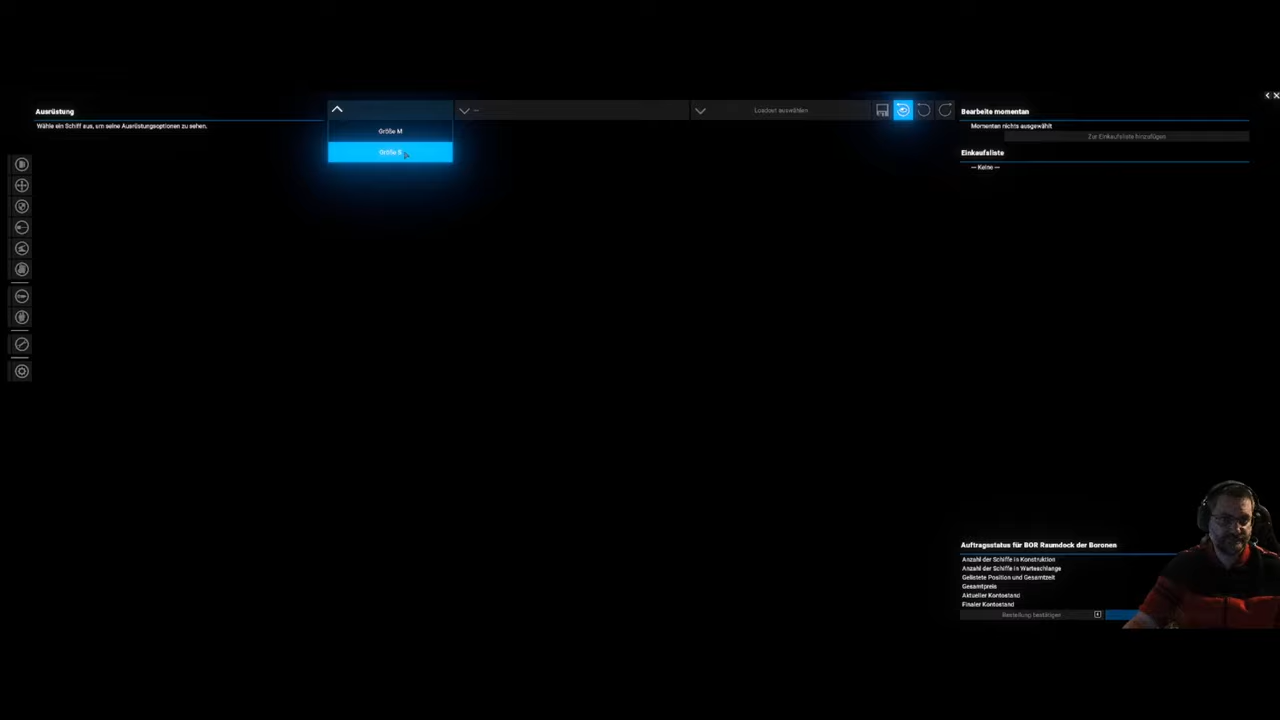 Ausrüstung
Wähle ein Schiff aus, um seine Ausrüstungsoptionen zu sehen.
Größe M
Größe S
--
Loadout auswählen
Bearbeite momentan
Momentan nichts ausgewählt
Zur Einkaufsliste hinzufügen
Einkaufsliste
-- Keine --
Auftragsstatus für BOR Raumdock der Boronen
Anzahl der Schiffe in Konstruktion
Anzahl der Schiffe in Warteschlange
Gelistete Position und Gesamtzeit
Gesamtpreis
Aktueller Kontostand
Finaler Kontostand
Bestellung bestätigen